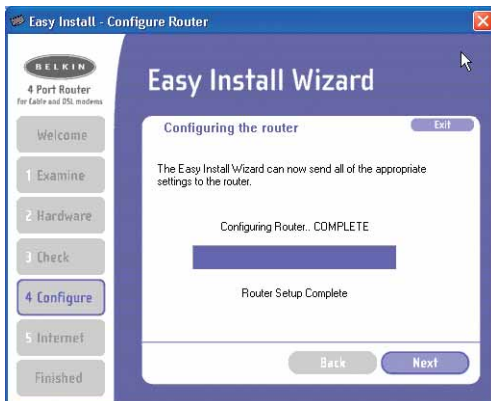 Easy Install - Configure Router
BELKIN
4 Port Router
For Cable and DSL modems
Welcome
1 Examine
2 Hardware
3 Check
4 Configure
5 Internet
Finished
Easy Install Wizard
Configuring the router
Exit
The Easy Install Wizard can now send all of the appropriate
settings to the router.
Configuring Router.. COMPLETE
Router Setup Complete
Back
Next